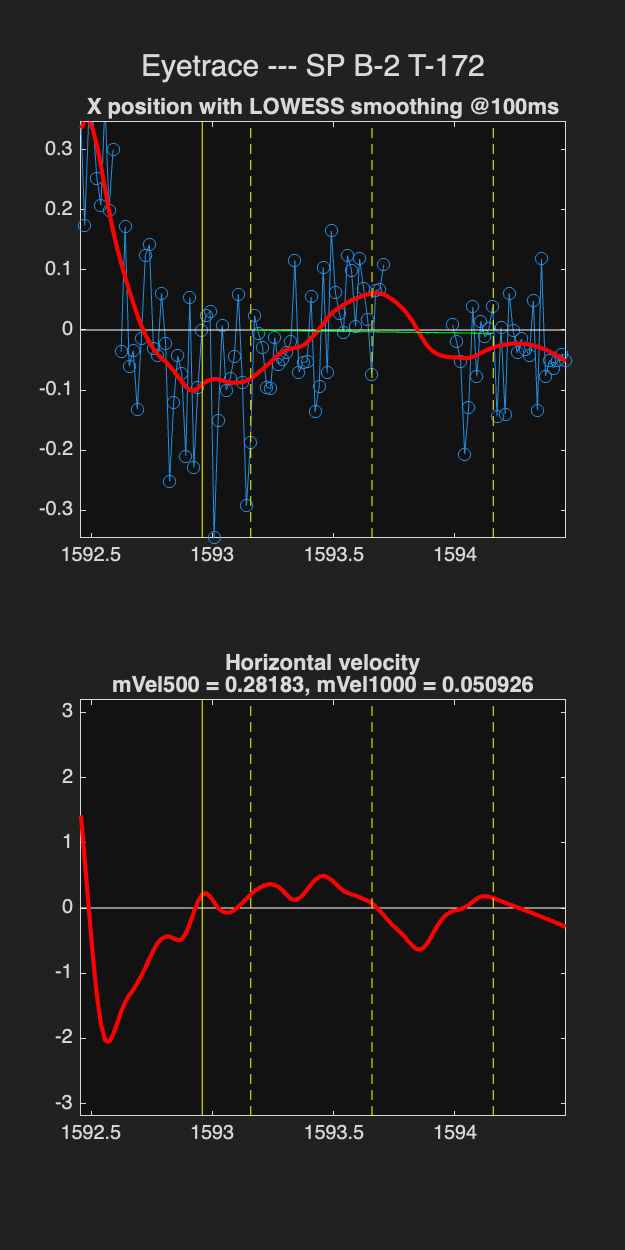 Eyetrace --- SP B-2 T-172
X position with LOWESS smoothing @100ms
0.3
0.2
0.1
0
-0.1
-0.2
-0.3
1592.5 1593 1593.5 1594
Horizontal velocity
mVel500 = 0.28183, mVel1000 = 0.050926
3
2
1
0
-1
-2
-3
1592.5 1593 1593.5 1594